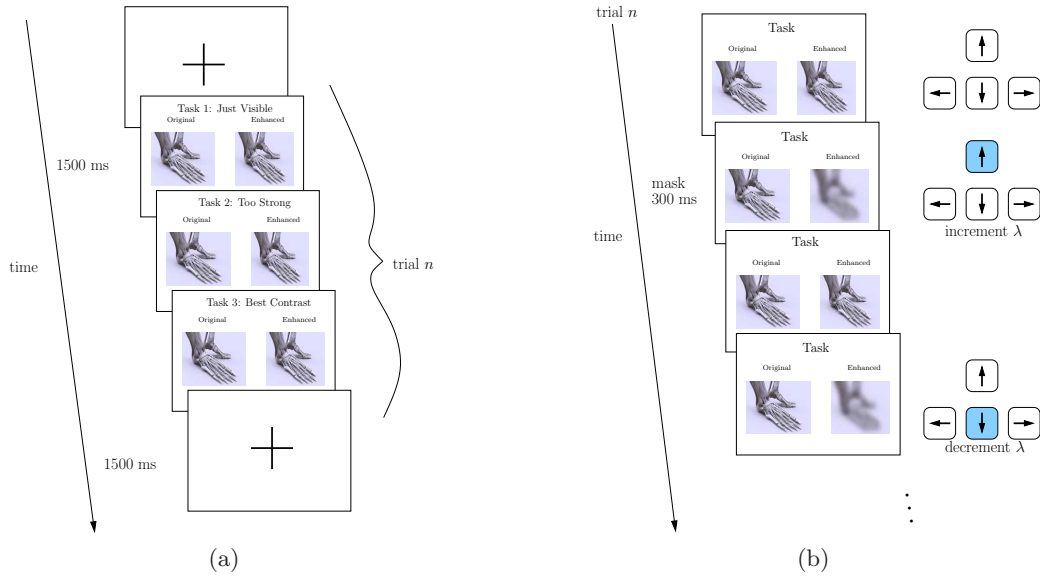 Task 1: Just Visible
Original Enhanced
1500 ms
Task 2: Too Strong
Original Enhanced
time
trial n
Task 3: Best Contrast
Original Enhanced
1500 ms
(a)
trial n
Task
Original Enhanced
Task
Original Enhanced
mask
300 ms
increment λ
time
Task
Original Enhanced
Task
Original Enhanced
decrement λ
(b)